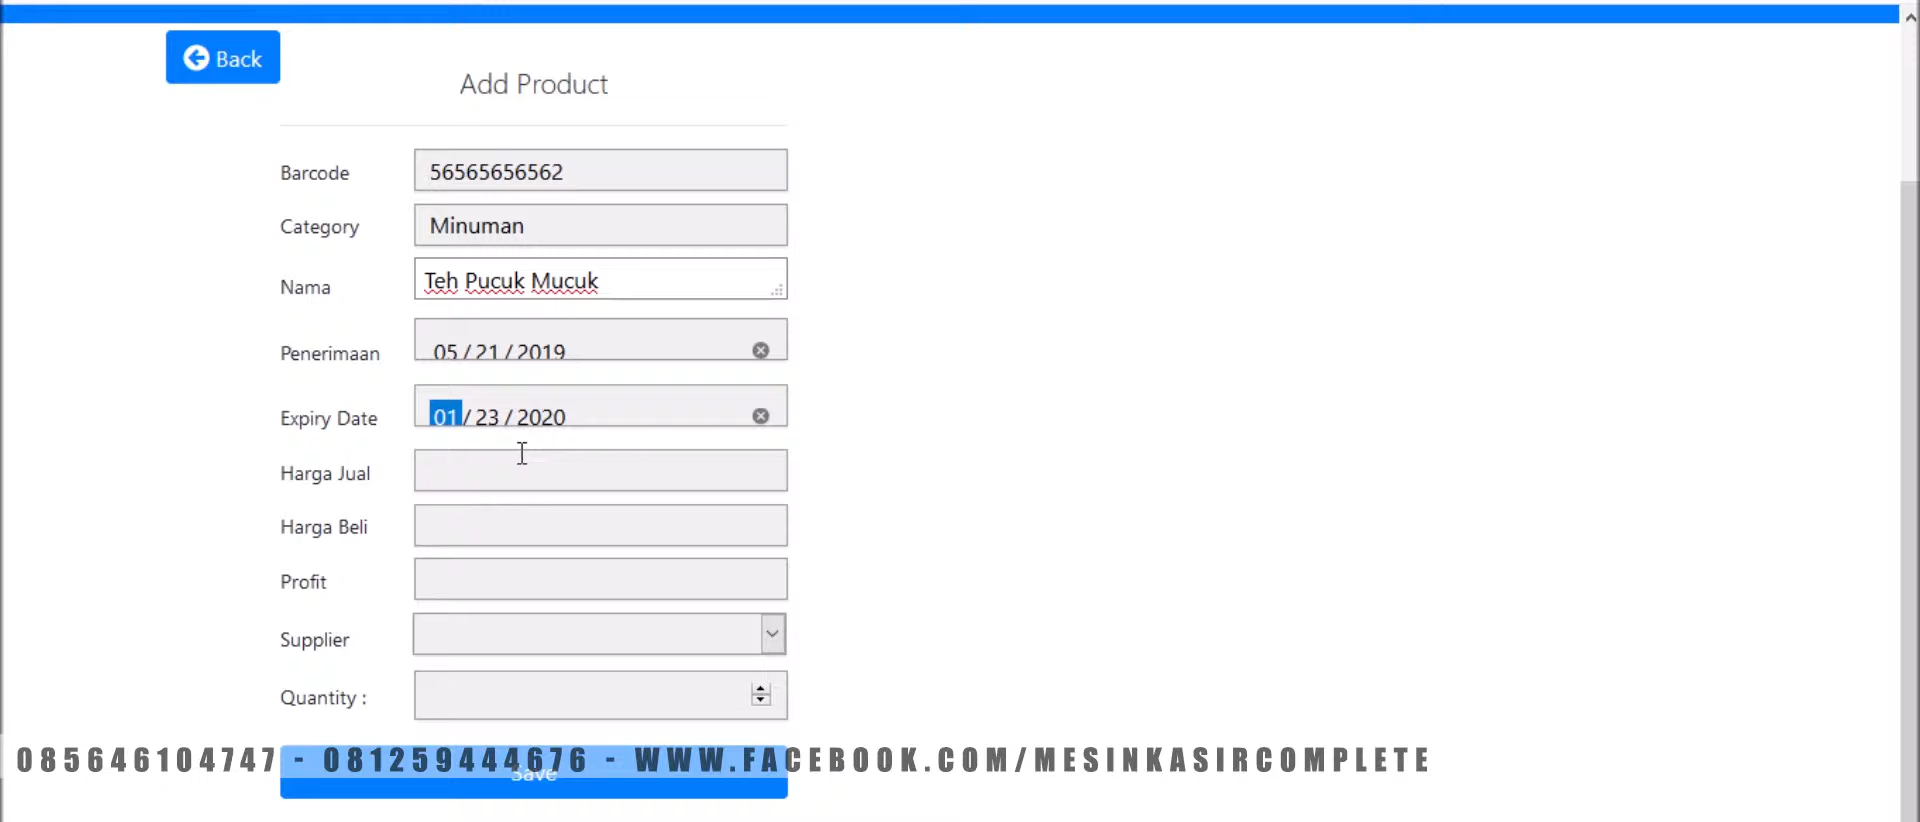 Back
Add Product
Barcode 56565656562
Category Minuman
Nama Teh Pucuk Mucuk
Penerimaan 05 / 21 / 2019
Expiry Date 01 / 23 / 2020
Harga Jual
Harga Beli
Profit
Supplier
Quantity :
Save
085646104747 - 081259444676 - WWW.FACEBOOK.COM/MESINKASIRCOMPLETE